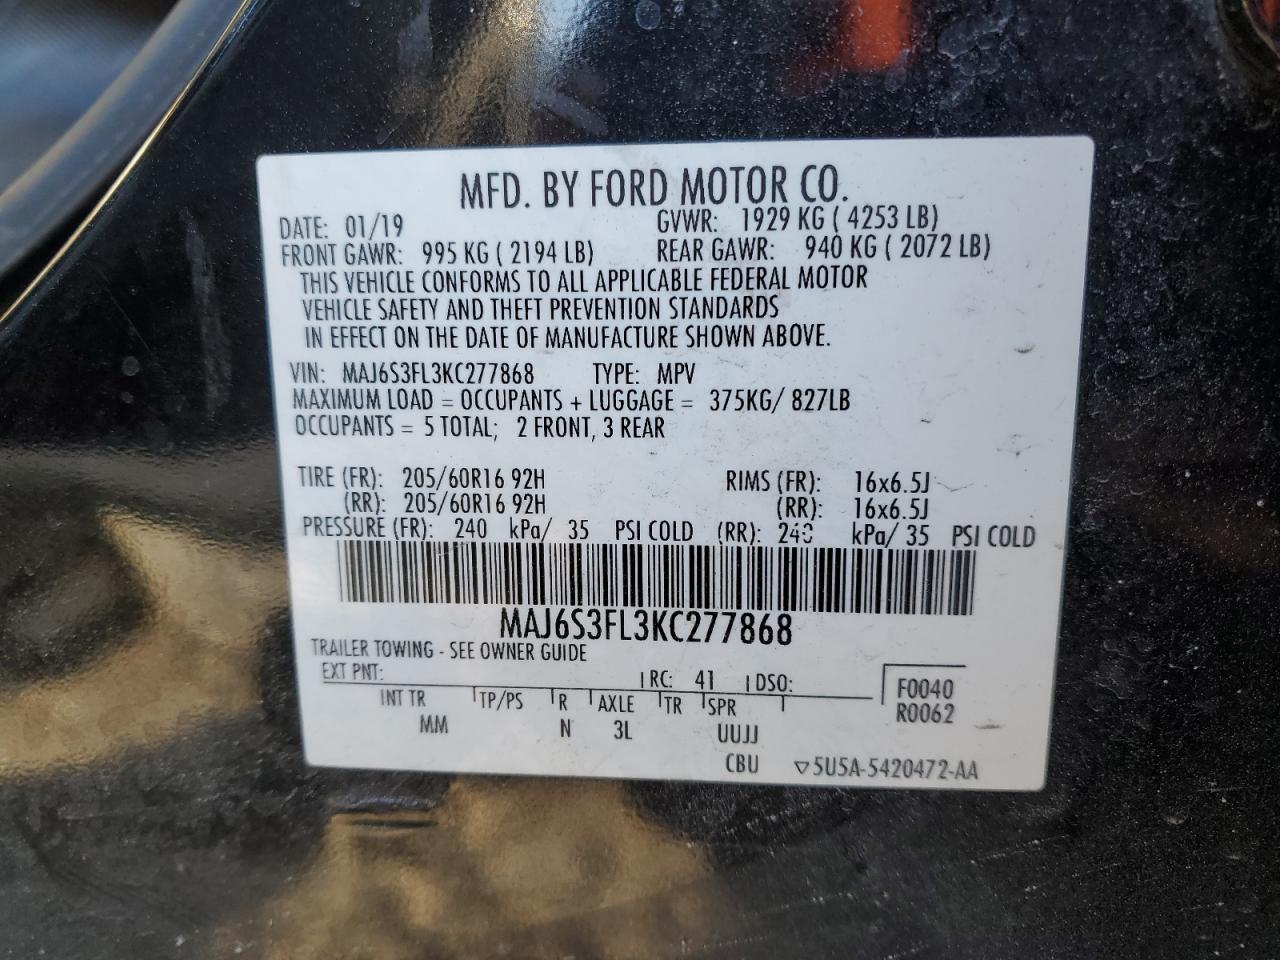 MFD. BY FORD MOTOR CO.
DATE: 01/19 GVWR: 1929 KG ( 4253 LB)
FRONT GAWR: 995 KG ( 2194 LB) REAR GAWR: 940 KG ( 2072 LB)
THIS VEHICLE CONFORMS TO ALL APPLICABLE FEDERAL MOTOR
VEHICLE SAFETY AND THEFT PREVENTION STANDARDS
IN EFFECT ON THE DATE OF MANUFACTURE SHOWN ABOVE.
VIN: MAJ6S3FL3KC277868 TYPE: MPV
MAXIMUM LOAD = OCCUPANTS + LUGGAGE = 375KG/ 827LB
OCCUPANTS = 5 TOTAL; 2 FRONT, 3 REAR
TIRE (FR): 205/60R16 92H RIMS (FR): 16x6.5J
(RR): 205/60R16 92H (RR): 16x6.5J
PRESSURE (FR): 240 kPa/ 35 PSI COLD (RR): 240 kPa/ 35 PSI COLD
MAJ6S3FL3KC277868
TRAILER TOWING - SEE OWNER GUIDE
EXT PNT: RC: 41 DSO: F0040
INT TR TP/PS R AXLE TR SPR R0062
MM N 3L UUJJ
CBU ▽5U5A-5420472-AA